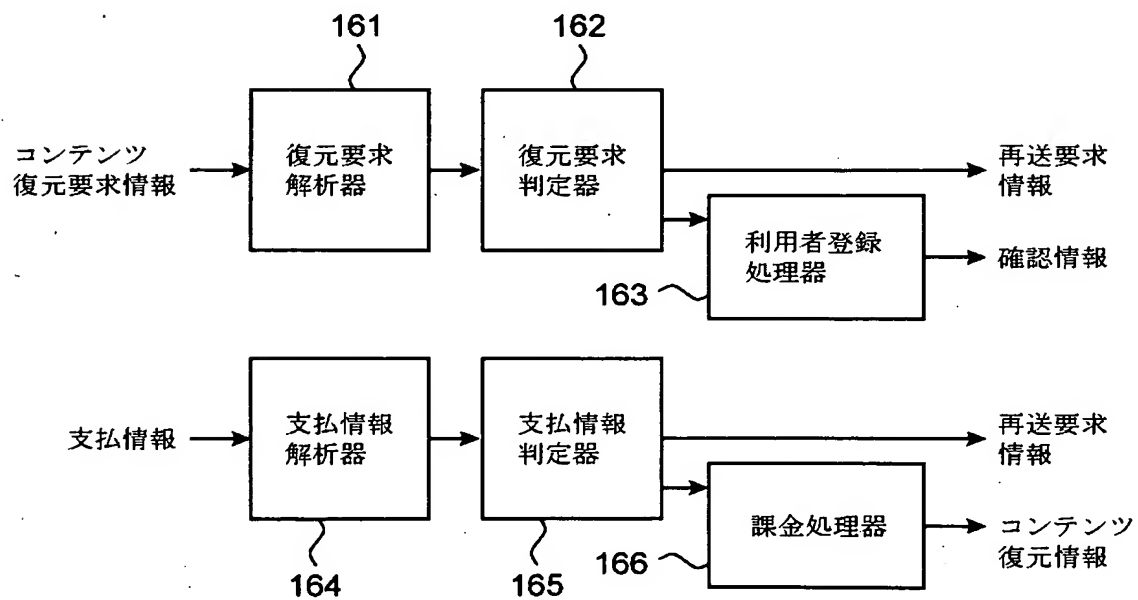 161
162
コンテンツ
復元要求情報
復元要求
解析器
復元要求
判定器
再送要求
情報
利用者登録
処理器
確認情報
163
支払情報
支払情報
解析器
支払情報
判定器
再送要求
情報
課金処理器
コンテンツ
復元情報
164
165
166